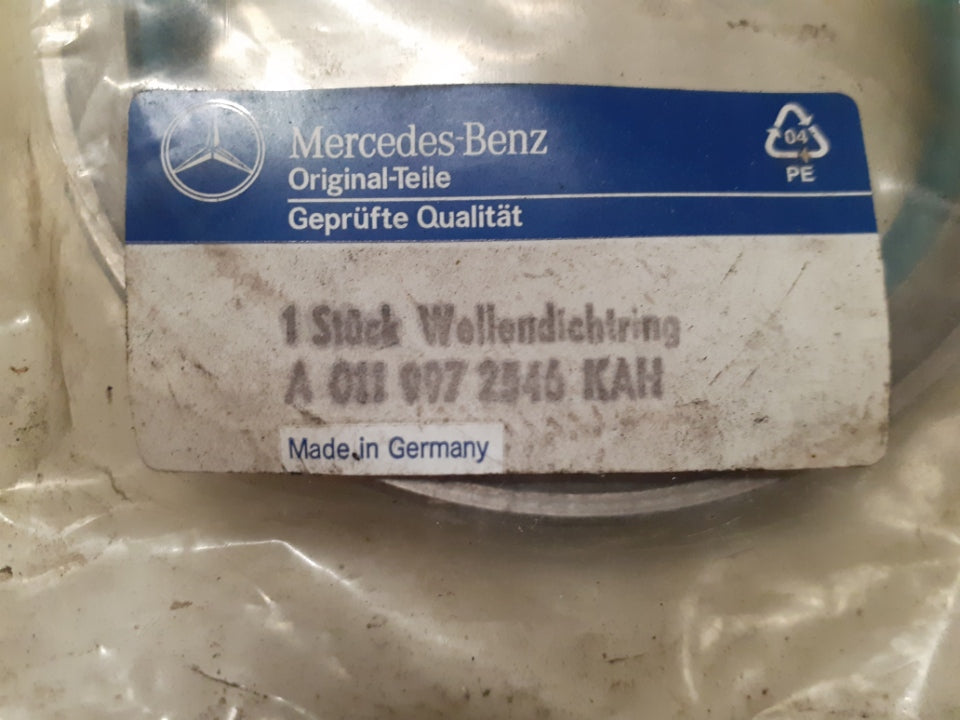 Mercedes-Benz
Original-Teile
Geprüfte Qualität
04
PE
1 Stück Wellendichtring
A 011 997 2546 KAH
Made in Germany